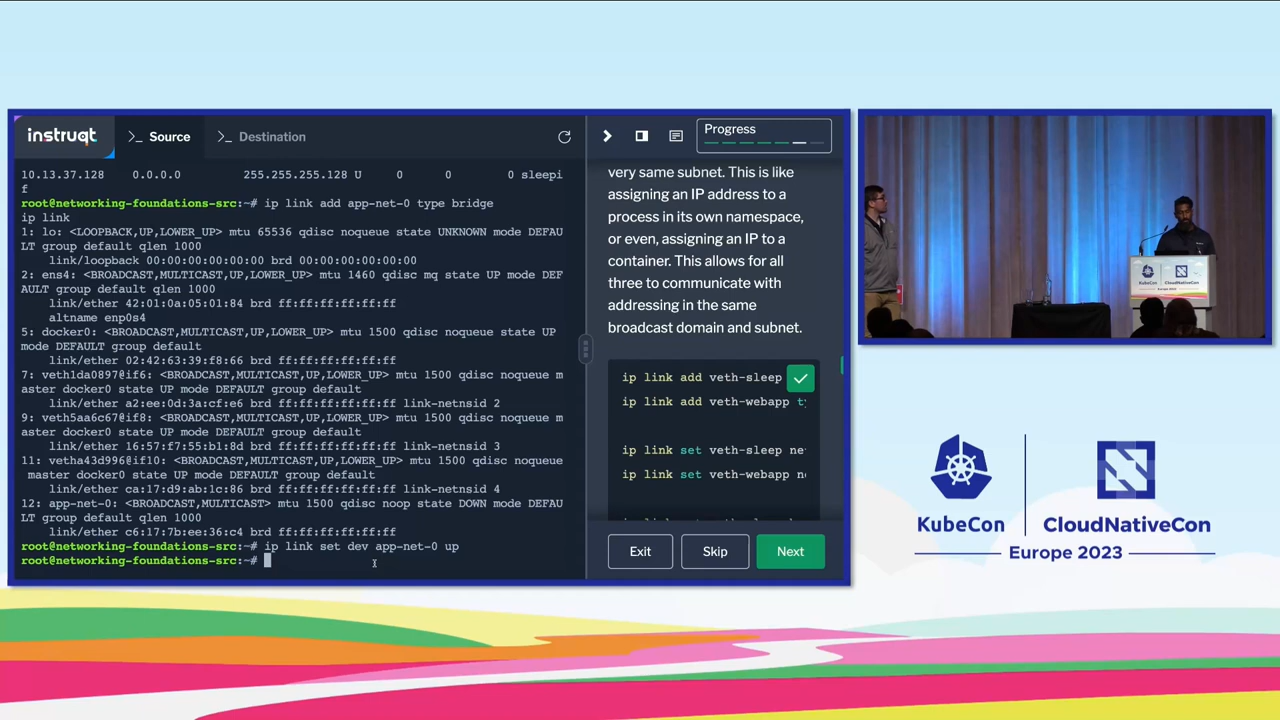 instruqt
>_ Source
>_ Destination
10.13.37.128    0.0.0.0         255.255.255.128 U     0      0        0 sleepi
f
root@networking-foundations-src:~# ip link add app-net-0 type bridge
ip link
1: lo: <LOOPBACK,UP,LOWER_UP> mtu 65536 qdisc noqueue state UNKNOWN mode DEFAU
LT group default qlen 1000
    link/loopback 00:00:00:00:00:00 brd 00:00:00:00:00:00
2: ens4: <BROADCAST,MULTICAST,UP,LOWER_UP> mtu 1460 qdisc mq state UP mode DEF
AULT group default qlen 1000
    link/ether 42:01:0a:05:01:84 brd ff:ff:ff:ff:ff:ff
    altname enp0s4
5: docker0: <BROADCAST,MULTICAST,UP,LOWER_UP> mtu 1500 qdisc noqueue state UP
mode DEFAULT group default
    link/ether 02:42:63:39:f8:66 brd ff:ff:ff:ff:ff:ff
7: veth1da0897@if6: <BROADCAST,MULTICAST,UP,LOWER_UP> mtu 1500 qdisc noqueue m
aster docker0 state UP mode DEFAULT group default
    link/ether a2:ee:0d:3a:cf:e6 brd ff:ff:ff:ff:ff:ff link-netnsid 2
9: veth5aa6c67@if8: <BROADCAST,MULTICAST,UP,LOWER_UP> mtu 1500 qdisc noqueue m
aster docker0 state UP mode DEFAULT group default
    link/ether 16:57:f7:55:b1:8d brd ff:ff:ff:ff:ff:ff link-netnsid 3
11: vetha43d996@if10: <BROADCAST,MULTICAST,UP,LOWER_UP> mtu 1500 qdisc noqueue
 master docker0 state UP mode DEFAULT group default
    link/ether ca:17:d9:ab:1c:86 brd ff:ff:ff:ff:ff:ff link-netnsid 4
12: app-net-0: <BROADCAST,MULTICAST> mtu 1500 qdisc noop state DOWN mode DEFAU
LT group default qlen 1000
    link/ether c6:17:7b:ee:36:c4 brd ff:ff:ff:ff:ff:ff
root@networking-foundations-src:~# ip link set dev app-net-0 up
root@networking-foundations-src:~#
Progress
very same subnet. This is like
assigning an IP address to a
process in its own namespace,
or even, assigning an IP to a
container. This allows for all
three to communicate with
addressing in the same
broadcast domain and subnet.
ip link add veth-sleep
ip link add veth-webapp ty
ip link set veth-sleep ne
ip link set veth-webapp ne
Exit
Skip
Next
KubeCon
CloudNativeCon
Europe 2023
KubeCon
CloudNativeCon
Europe 2023